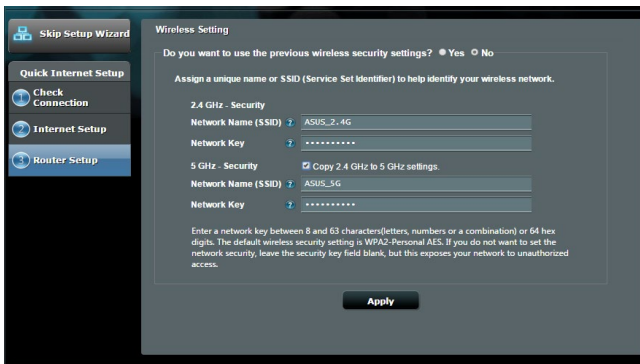 Skip Setup Wizard
Quick Internet Setup
1 Check
Connection
2 Internet Setup
3 Router Setup
Wireless Setting
Do you want to use the previous wireless security settings? Yes No
Assign a unique name or SSID (Service Set Identifier) to help identify your wireless network.
2.4 GHz - Security
Network Name (SSID) ? ASUS_2.4G
Network Key ? ••••••••••
5 GHz - Security Copy 2.4 GHz to 5 GHz settings.
Network Name (SSID) ? ASUS_5G
Network Key ? ••••••••••
Enter a network key between 8 and 63 characters(letters, numbers or a combination) or 64 hex
digits. The default wireless security setting is WPA2-Personal AES. If you do not want to set the
network security, leave the security key field blank, but this exposes your network to unauthorized
access.
Apply